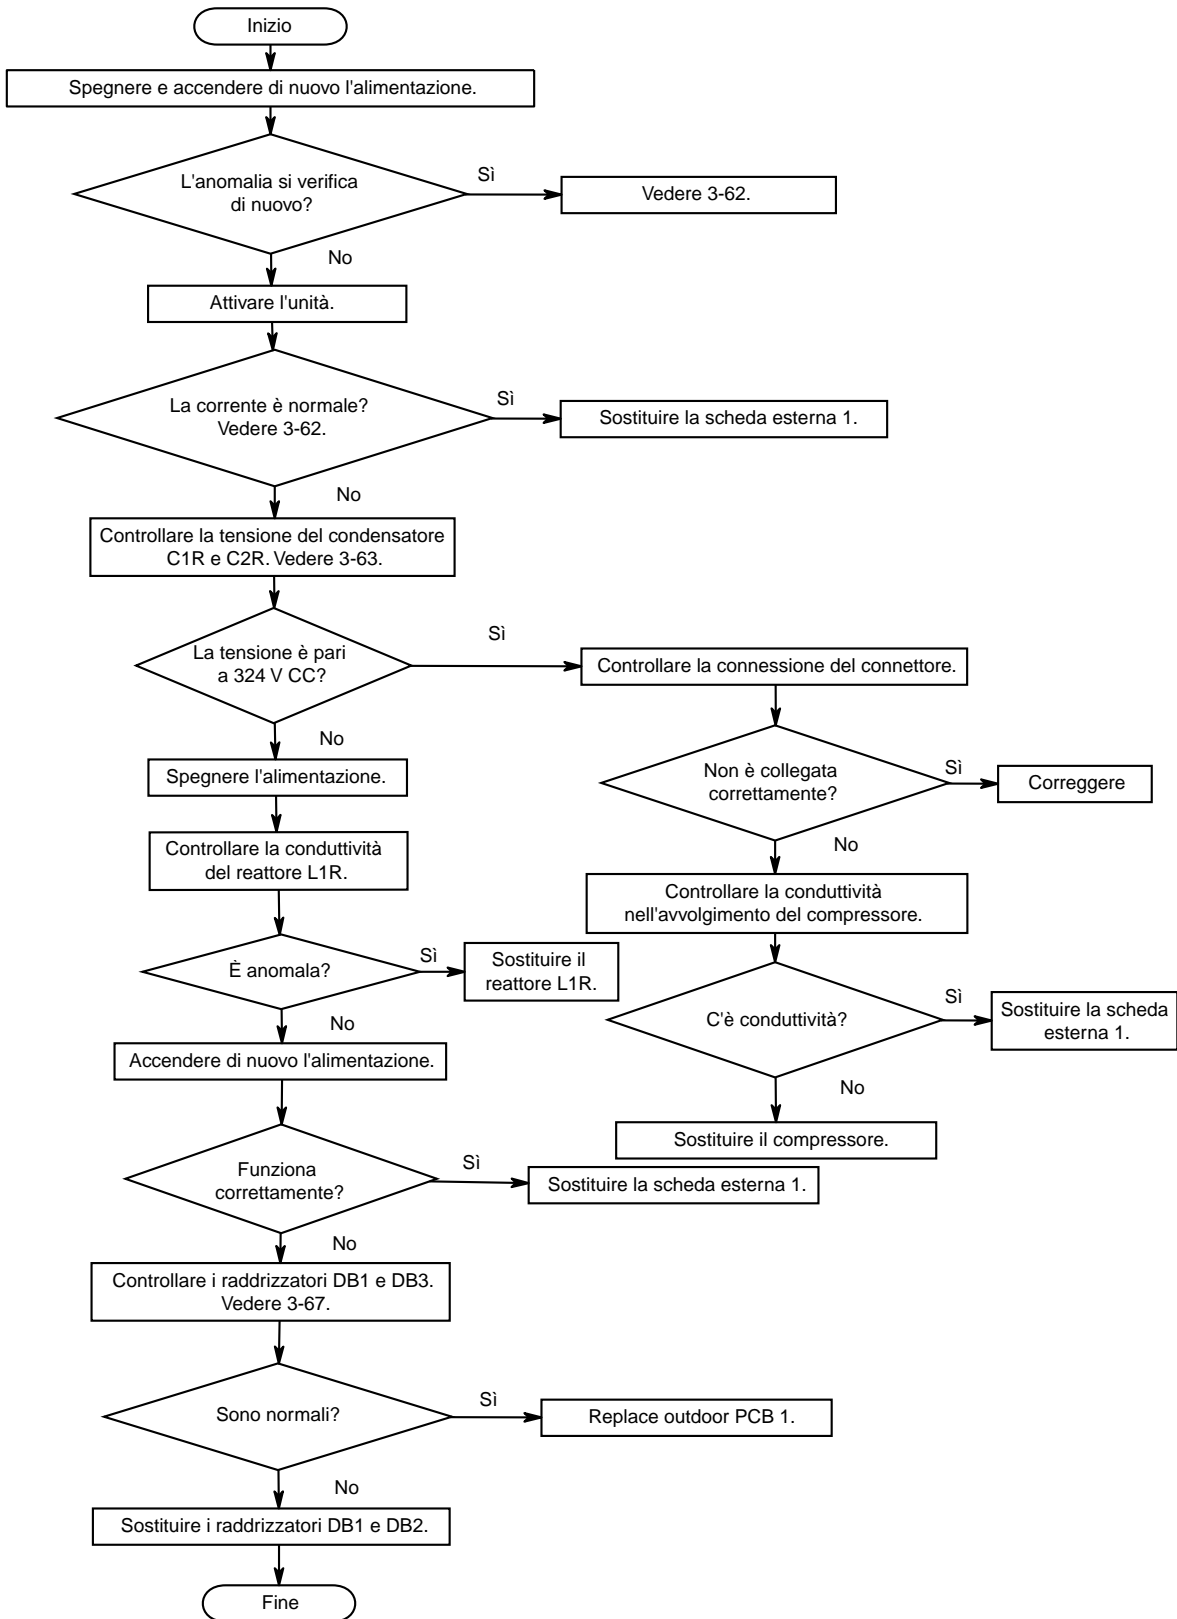 Inizio
Spegnere e accendere di nuovo l'alimentazione.
L'anomalia si verifica
di nuovo?
Sì
Vedere 3-62.
No
Attivare l'unità.
La corrente è normale?
Vedere 3-62.
Sì
Sostituire la scheda esterna 1.
No
Controllare la tensione del condensatore
C1R e C2R. Vedere 3-63.
La tensione è pari
a 324 V CC?
Sì
Controllare la connessione del connettore.
No
Spegnere l'alimentazione.
Non è collegata
correttamente?
Sì
Correggere
Controllare la conduttività
del reattore L1R.
No
Controllare la conduttività
nell'avvolgimento del compressore.
È anomala?
Sì
Sostituire il
reattore L1R.
C'è conduttività?
Sì
Sostituire la scheda
esterna 1.
No
Accendere di nuovo l'alimentazione.
No
Sostituire il compressore.
Funziona
correttamente?
Sì
Sostituire la scheda esterna 1.
No
Controllare i raddrizzatori DB1 e DB3.
Vedere 3-67.
Sono normali?
Sì
Replace outdoor PCB 1.
No
Sostituire i raddrizzatori DB1 e DB2.
Fine